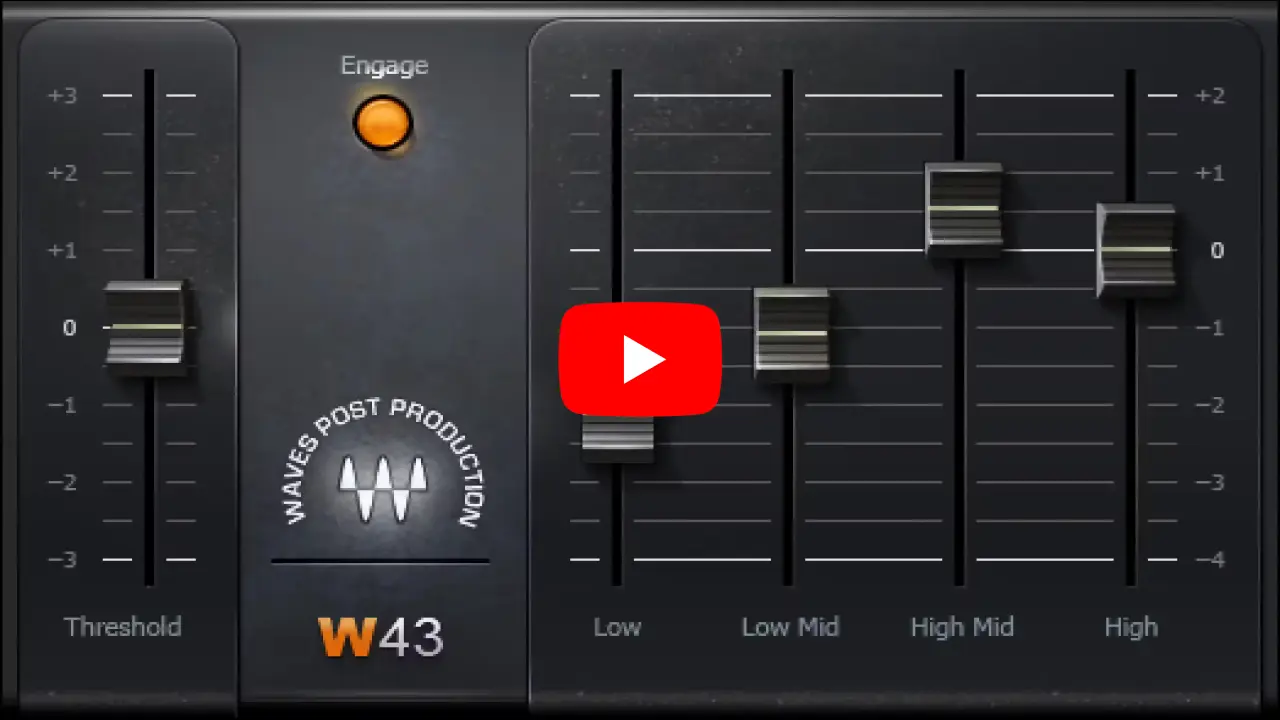 Engage
+3
+2
+1
0
−1
−2
−3
Threshold
WAVES POST PRODUCTION
W43
+2
+1
0
−1
−2
−3
−4
Low
Low Mid
High Mid
High